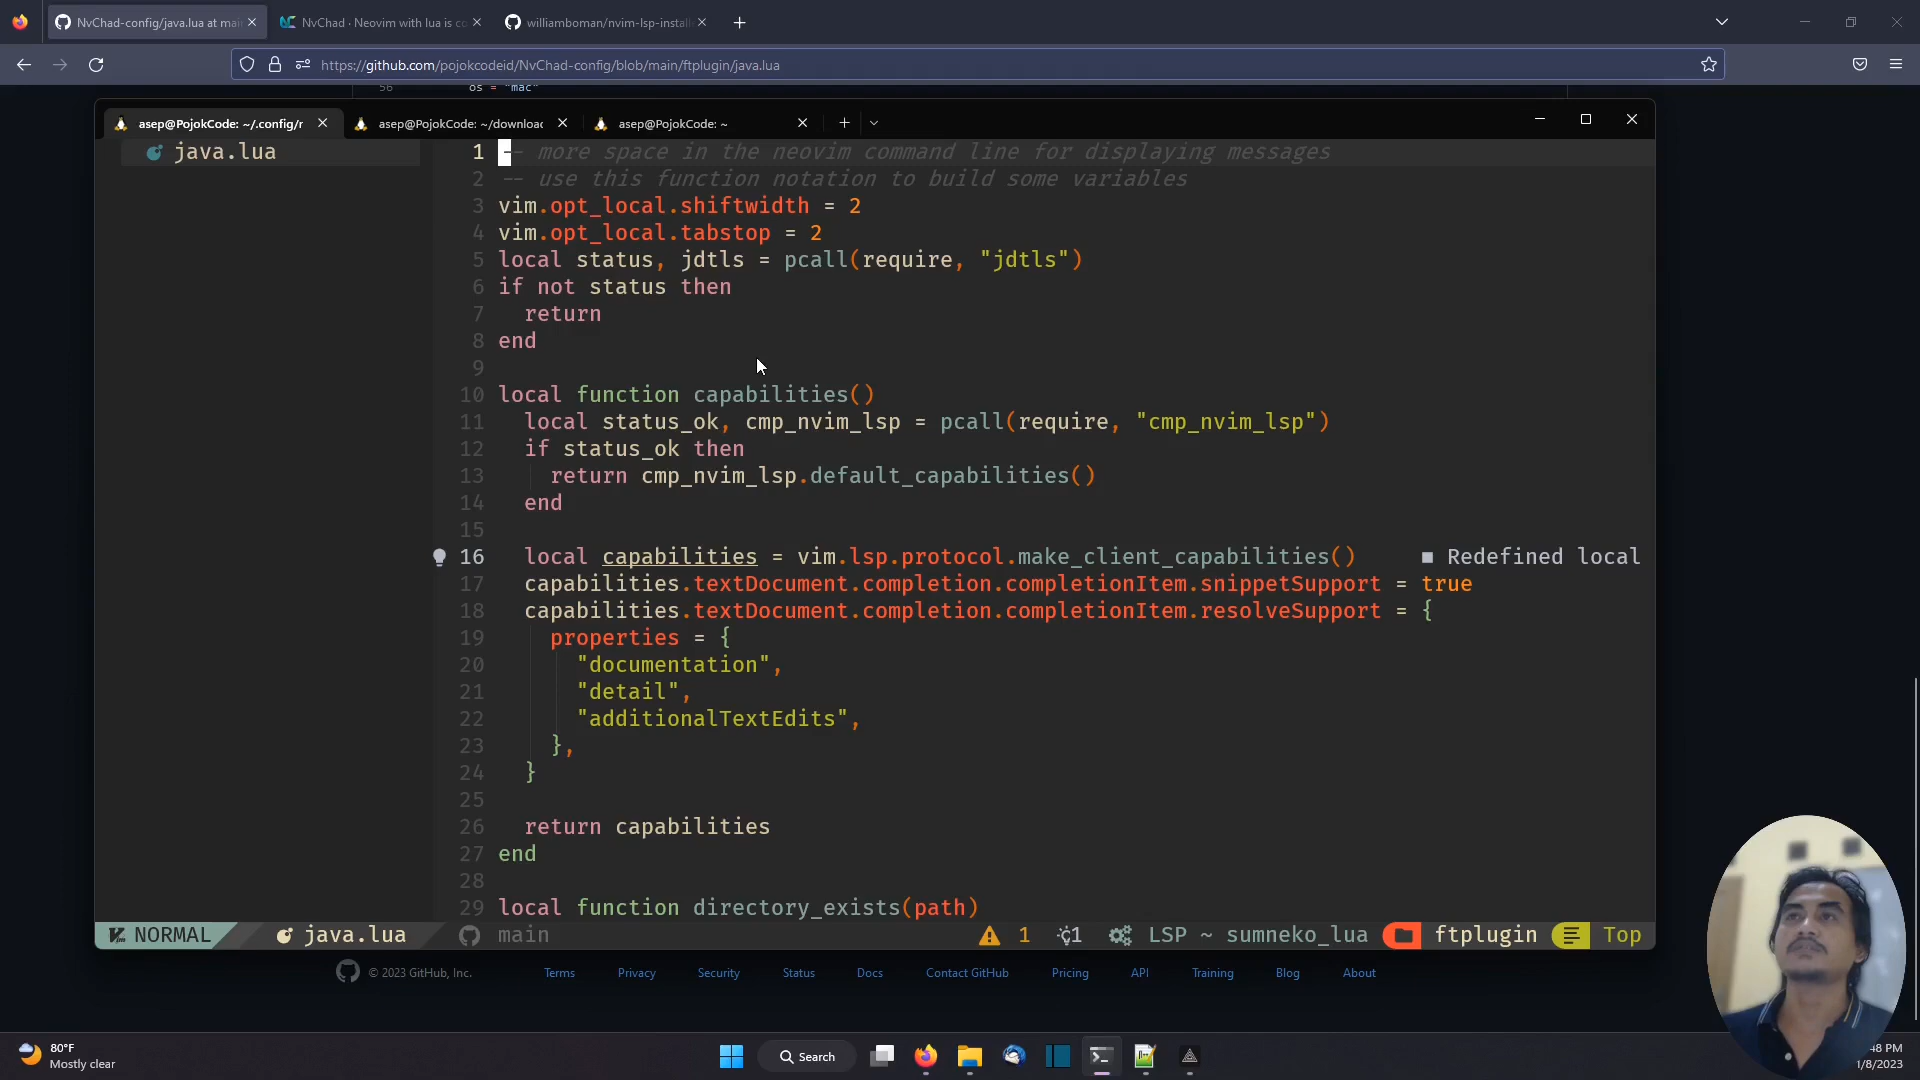 NvChad-config/java.lua at mai
NvChad · Neovim with lua is co
williamboman/nvim-lsp-install
https://github.com/pojokcodeid/NvChad-config/blob/main/ftplugin/java.lua
56 os = "mac"
asep@PojokCode: ~/.config/r
asep@PojokCode: ~/downloac
asep@PojokCode: ~
java.lua
1 -- more space in the neovim command line for displaying messages
2 -- use this function notation to build some variables
3 vim.opt_local.shiftwidth = 2
4 vim.opt_local.tabstop = 2
5 local status, jdtls = pcall(require, "jdtls")
6 if not status then
7 return
8 end
9
10 local function capabilities()
11 local status_ok, cmp_nvim_lsp = pcall(require, "cmp_nvim_lsp")
12 if status_ok then
13 return cmp_nvim_lsp.default_capabilities()
14 end
15
16 local capabilities = vim.lsp.protocol.make_client_capabilities() ■ Redefined local
17 capabilities.textDocument.completion.completionItem.snippetSupport = true
18 capabilities.textDocument.completion.completionItem.resolveSupport = {
19 properties = {
20 "documentation",
21 "detail",
22 "additionalTextEdits",
23 },
24 }
25
26 return capabilities
27 end
28
29 local function directory_exists(path)
NORMAL java.lua main 1 1 LSP ~ sumneko_lua ftplugin Top
© 2023 GitHub, Inc. Terms Privacy Security Status Docs Contact GitHub Pricing API Training Blog About
80°F
Mostly clear
Search
48 PM
1/8/2023